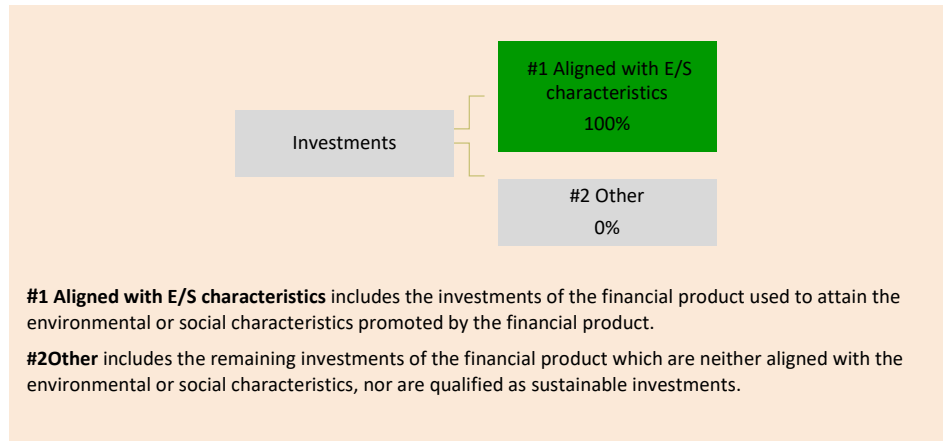 #1 Aligned with E/S
characteristics
100%
Investments
#2 Other
0%
#1 Aligned with E/S characteristics includes the investments of the financial product used to attain the
environmental or social characteristics promoted by the financial product.
#2Other includes the remaining investments of the financial product which are neither aligned with the
environmental or social characteristics, nor are qualified as sustainable investments.